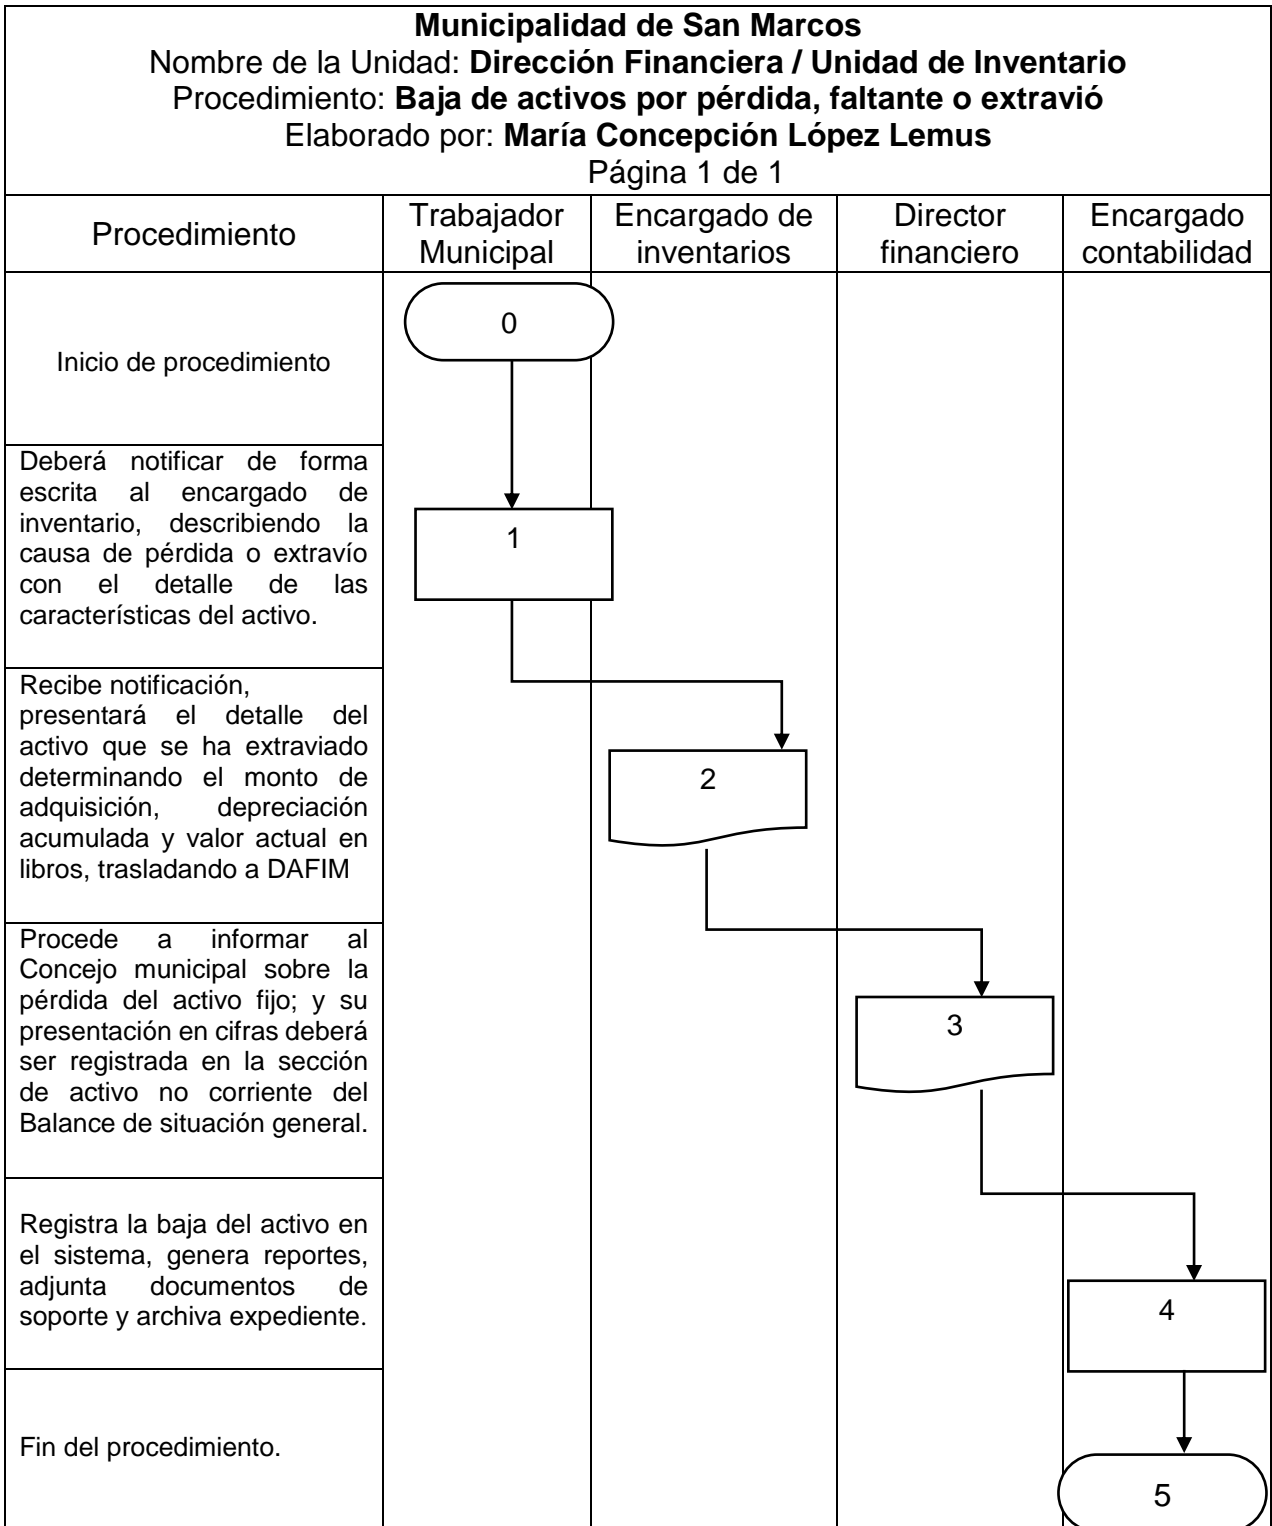 Municipalidad de San Marcos
Nombre de la Unidad: Dirección Financiera / Unidad de Inventario
Procedimiento: Baja de activos por pérdida, faltante o extravió
Elaborado por: María Concepción López Lemus
Página 1 de 1
Procedimiento
Trabajador
Municipal
Encargado de
inventarios
Director
financiero
Encargado
contabilidad
Inicio de procedimiento
0
Deberá notificar de forma
escrita al encargado de
inventario, describiendo la
causa de pérdida o extravío
con el detalle de las
características del activo.
1
Recibe notificación,
presentará el detalle del
activo que se ha extraviado
determinando el monto de
adquisición, depreciación
acumulada y valor actual en
libros, trasladando a DAFIM
2
Procede a informar al
Concejo municipal sobre la
pérdida del activo fijo; y su
presentación en cifras deberá
ser registrada en la sección
de activo no corriente del
Balance de situación general.
3
Registra la baja del activo en
el sistema, genera reportes,
adjunta documentos de
soporte y archiva expediente.
4
Fin del procedimiento.
5